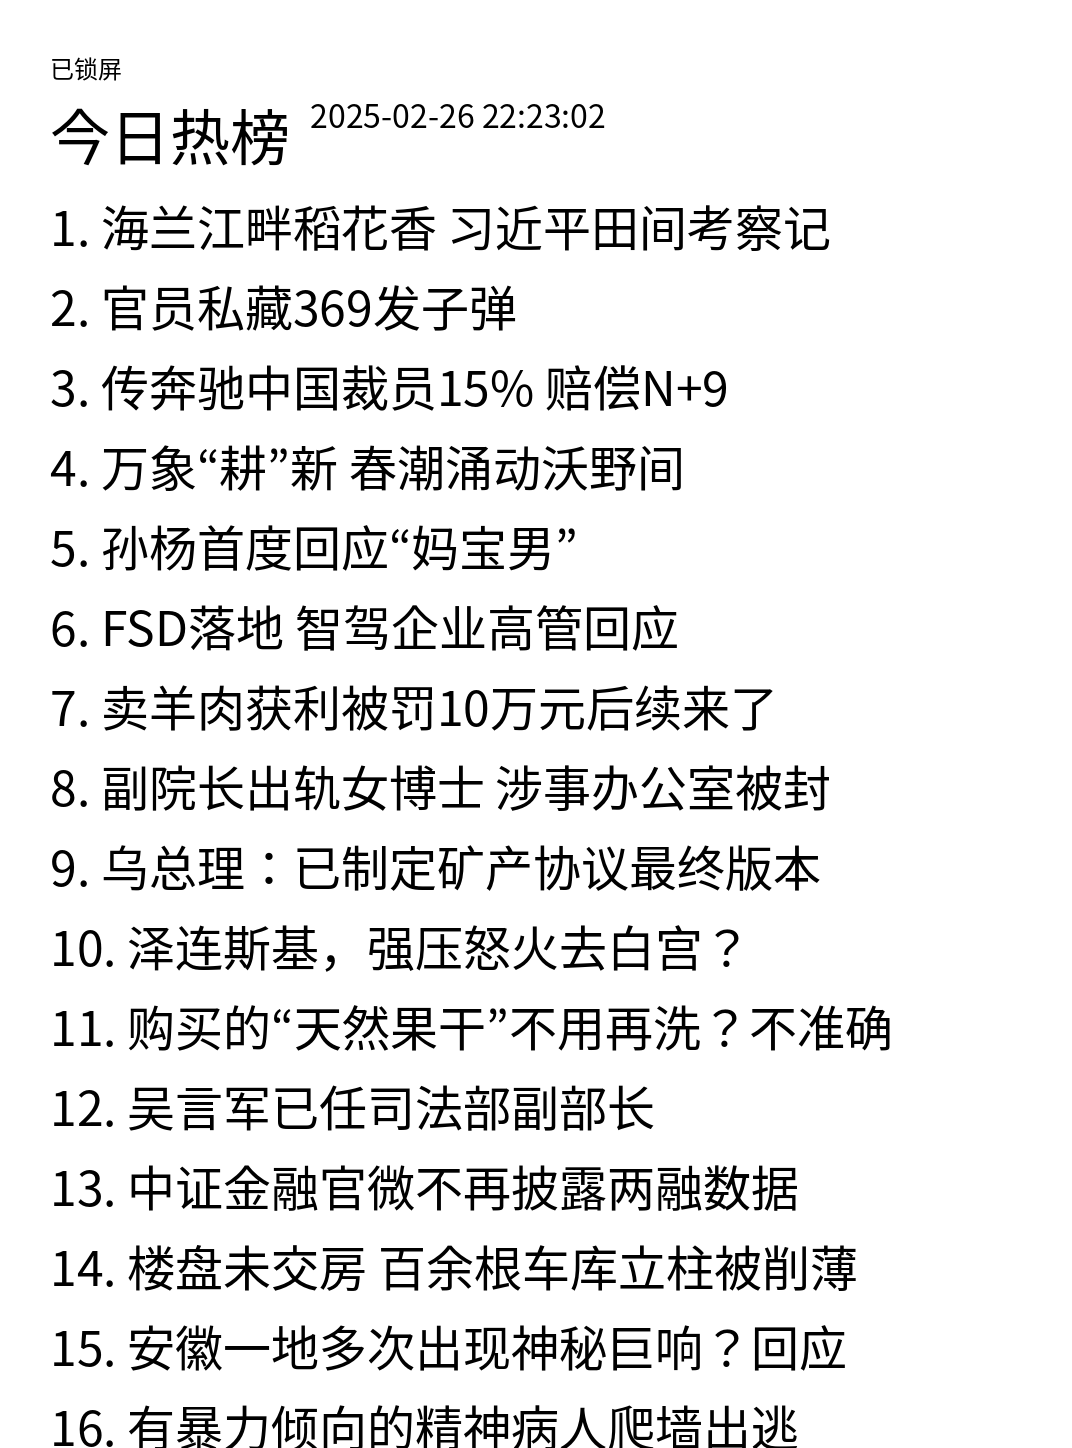 已锁屏
今日热榜 2025-02-26 22:23:02
1. 海兰江畔稻花香 习近平田间考察记
2. 官员私藏369发子弹
3. 传奔驰中国裁员15% 赔偿N+9
4. 万象“耕”新 春潮涌动沃野间
5. 孙杨首度回应“妈宝男”
6. FSD落地 智驾企业高管回应
7. 卖羊肉获利被罚10万元后续来了
8. 副院长出轨女博士 涉事办公室被封
9. 乌总理：已制定矿产协议最终版本
10. 泽连斯基，强压怒火去白宫？
11. 购买的“天然果干”不用再洗？不准确
12. 吴言军已任司法部副部长
13. 中证金融官微不再披露两融数据
14. 楼盘未交房 百余根车库立柱被削薄
15. 安徽一地多次出现神秘巨响？回应
16. 有暴力倾向的精神病人爬墙出逃